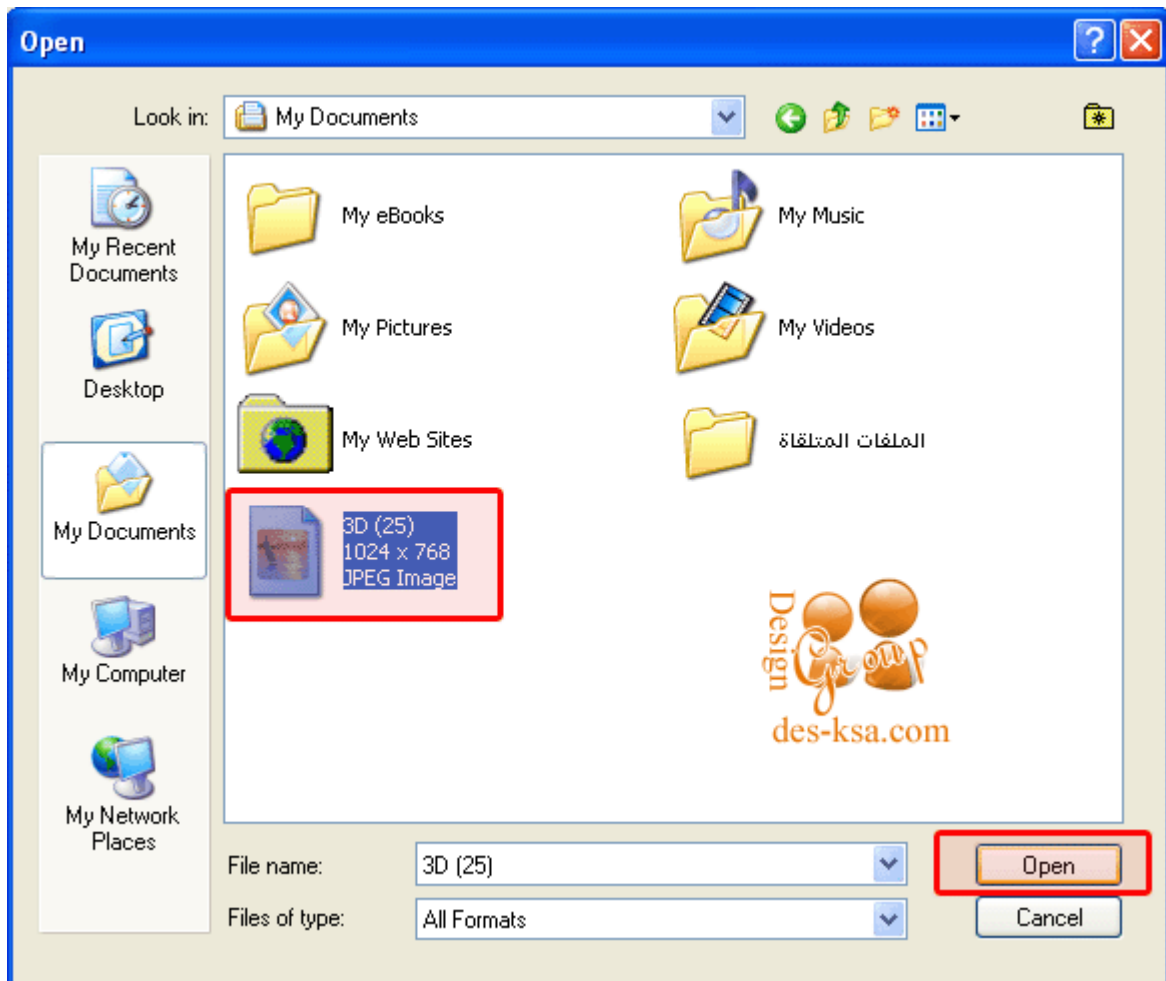 Open
Look in:
My Documents
My Recent
Documents
Desktop
My Documents
My Computer
My Network
Places
My eBooks
My Music
My Pictures
My Videos
My Web Sites
الملفات المتلقاة
3D (25)
1024 x 768
JPEG Image
Design
Group
des-ksa.com
File name:
3D (25)
Open
Files of type:
All Formats
Cancel